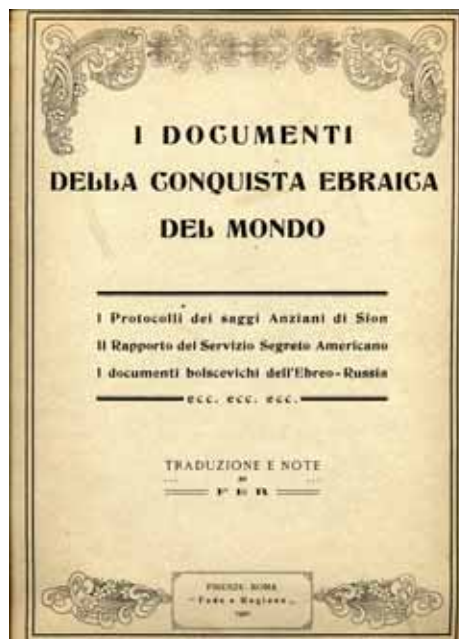 I DOCUMENTI
DELLA CONQUISTA EBRAICA
DEL MONDO
I Protocolli dei saggi Anziani di Sion
Il Rapporto del Servizio Segreto Americano
I documenti bolscevichi dell'Ebreo-Russia
ecc. ecc. ecc.
TRADUZIONE E NOTE
DI
FER
FIRENZE-ROMA
"Fede e Ragione"